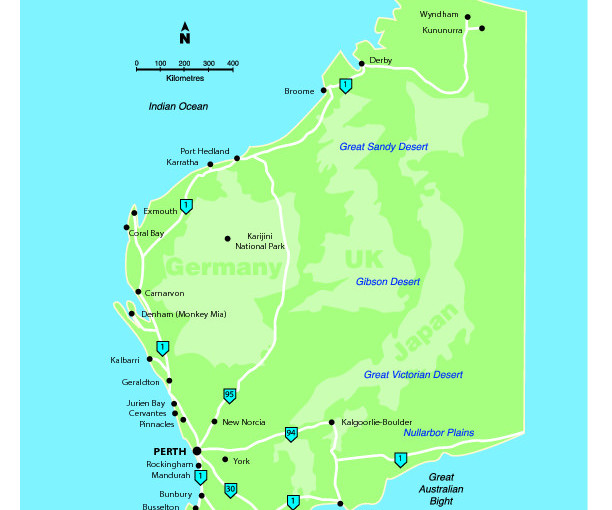 Wyndham
Kununurra
N
Derby
0 100 200 300 400
Kilometres
1
Broome
Indian Ocean
Great Sandy Desert
Port Hedland
Karratha
1
Exmouth
Coral Bay
Karijini
National Park
Germany
UK
Gibson Desert
Carnarvon
Denham (Monkey Mia)
Japan
1
Kalbarri
Geraldton
Great Victorian Desert
95
Jurien Bay
Cervantes
Pinnacles
New Norcia
Kalgoorlie-Boulder
94
Nullarbor Plains
PERTH
York
1
Rockingham
Mandurah
1
Great
Australian
Bight
30
Bunbury
1
Busselton